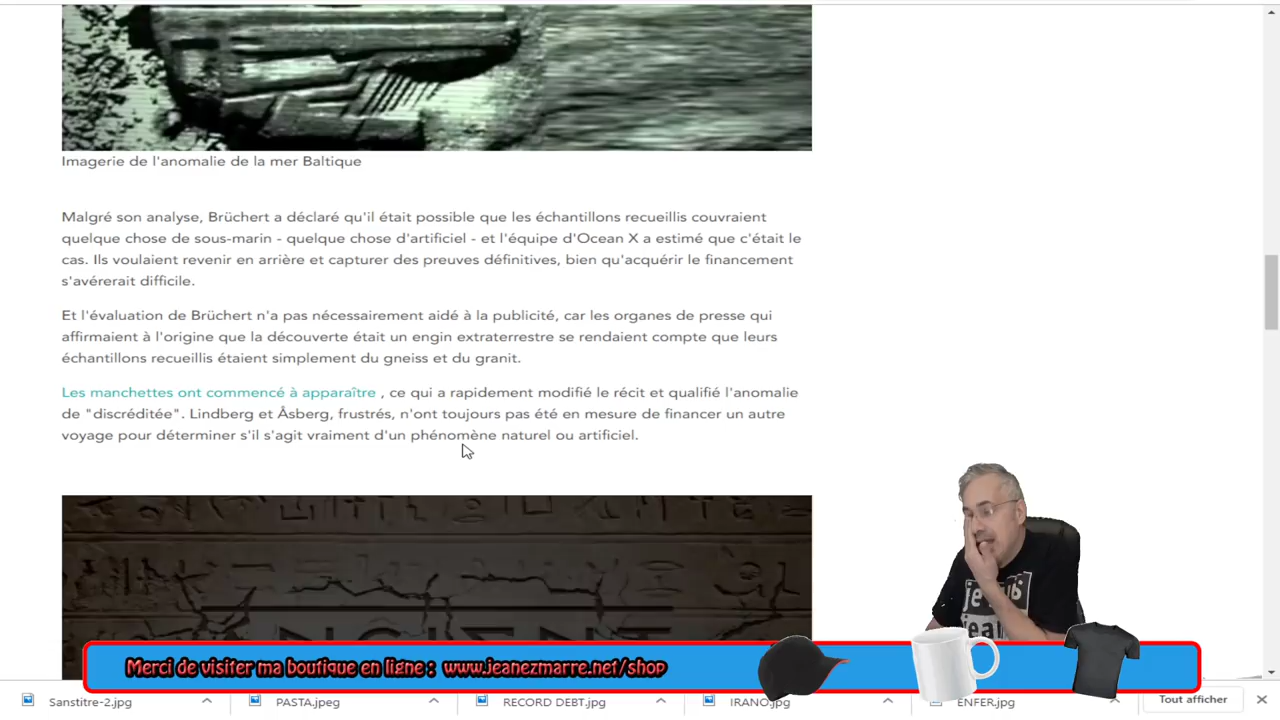 Imagerie de l'anomalie de la mer Baltique
Malgré son analyse, Brüchert a déclaré qu'il était possible que les échantillons recueillis couvraient
quelque chose de sous-marin - quelque chose d'artificiel - et l'équipe d'Ocean X a estimé que c'était le
cas. Ils voulaient revenir en arrière et capturer des preuves définitives, bien qu'acquérir le financement
s'avérerait difficile.
Et l'évaluation de Brüchert n'a pas nécessairement aidé à la publicité, car les organes de presse qui
affirmaient à l'origine que la découverte était un engin extraterrestre se rendaient compte que leurs
échantillons recueillis étaient simplement du gneiss et du granit.
Les manchettes ont commencé à apparaître , ce qui a rapidement modifié le récit et qualifié l'anomalie
de "discréditée". Lindberg et Åsberg, frustrés, n'ont toujours pas été en mesure de financer un autre
voyage pour déterminer s'il s'agit vraiment d'un phénomène naturel ou artificiel.
ANCIENT
je suis
jean
Merci de visiter ma boutique en ligne : www.jeanezmarre.net/shop
Sanstitre-2.jpg
PASTA.jpeg
RECORD DEBT.jpg
IRANO.jpg
ENFER.jpg
Tout afficher